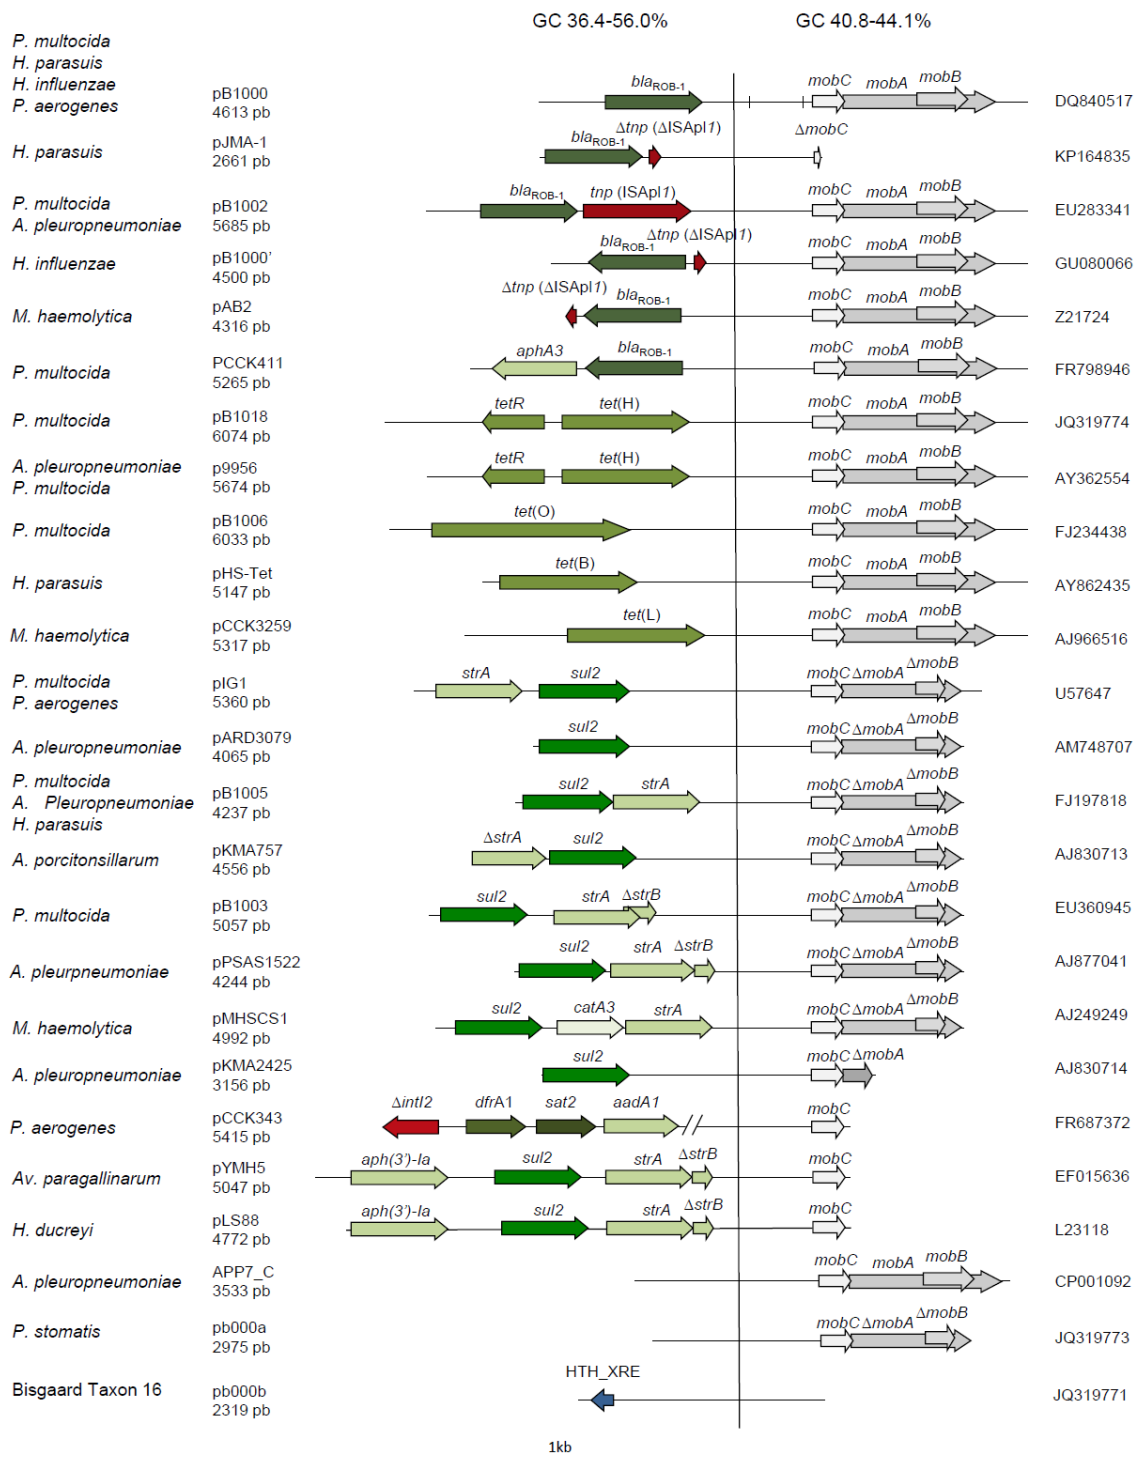 GC 36.4-56.0% GC 40.8-44.1%
P. multocida
H. parasuis
H. influenzae
P. aerogenes
pB1000
4613 pb
blaROB-1
mobC mobA mobB
DQ840517
H. parasuis
pJMA-1
2661 pb
blaROB-1
Δtnp (ΔISApl1)
ΔmobC
KP164835
P. multocida
A. pleuropneumoniae
pB1002
5685 pb
blaROB-1
tnp (ISApl1)
mobC mobA mobB
EU283341
H. influenzae
pB1000'
4500 pb
blaROB-1
Δtnp (ΔISApl1)
mobC mobA mobB
GU080066
M. haemolytica
pAB2
4316 pb
Δtnp (ΔISApl1)
blaROB-1
mobC mobA mobB
Z21724
P. multocida
PCCK411
5265 pb
aphA3 blaROB-1
mobC mobA mobB
FR798946
P. multocida
pB1018
6074 pb
tetR tet(H)
mobC mobA mobB
JQ319774
A. pleuropneumoniae
P. multocida
p9956
5674 pb
tetR tet(H)
mobC mobA mobB
AY362554
P. multocida
pB1006
6033 pb
tet(O)
mobC mobA mobB
FJ234438
H. parasuis
pHS-Tet
5147 pb
tet(B)
mobC mobA mobB
AY862435
M. haemolytica
pCCK3259
5317 pb
tet(L)
mobC mobA mobB
AJ966516
P. multocida
P. aerogenes
pIG1
5360 pb
strA sul2
mobC ΔmobA ΔmobB
U57647
A. pleuropneumoniae
pARD3079
4065 pb
sul2
mobC ΔmobA ΔmobB
AM748707
P. multocida
A. Pleuropneumoniae
H. parasuis
pB1005
4237 pb
sul2 strA
mobC ΔmobA ΔmobB
FJ197818
A. porcitonsillarum
pKMA757
4556 pb
ΔstrA sul2
mobC ΔmobA ΔmobB
AJ830713
P. multocida
pB1003
5057 pb
sul2 strA ΔstrB
mobC ΔmobA ΔmobB
EU360945
A. pleurpneumoniae
pPSAS1522
4244 pb
sul2 strA ΔstrB
mobC ΔmobA ΔmobB
AJ877041
M. haemolytica
pMHSCS1
4992 pb
sul2 catA3 strA
mobC ΔmobA ΔmobB
AJ249249
A. pleuropneumoniae
pKMA2425
3156 pb
sul2
mobC ΔmobA
AJ830714
P. aerogenes
pCCK343
5415 pb
ΔintI2 dfrA1 sat2 aadA1
mobC
FR687372
Av. paragallinarum
pYMH5
5047 pb
aph(3')-Ia sul2 strA ΔstrB
mobC
EF015636
H. ducreyi
pLS88
4772 pb
aph(3')-Ia sul2 strA ΔstrB
mobC
L23118
A. pleuropneumoniae
APP7_C
3533 pb
mobC mobA mobB
CP001092
P. stomatis
pb000a
2975 pb
mobC ΔmobA ΔmobB
JQ319773
Bisgaard Taxon 16
pb000b
2319 pb
HTH_XRE
JQ319771
1kb